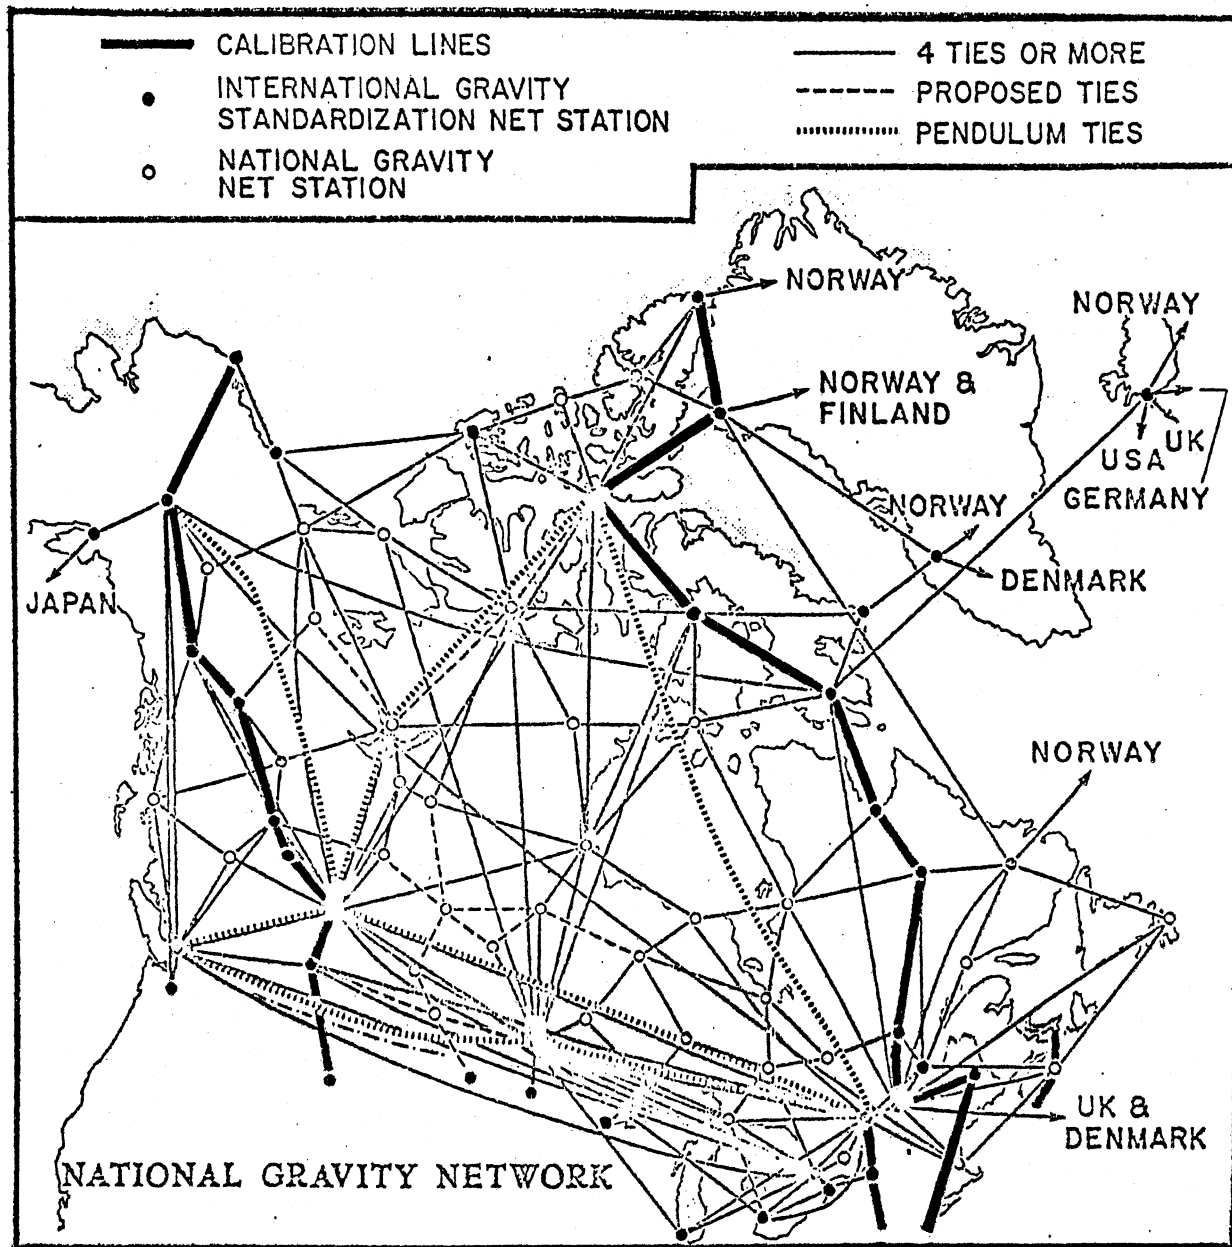 CALIBRATION LINES
INTERNATIONAL GRAVITY
STANDARDIZATION NET STATION
NATIONAL GRAVITY
NET STATION
4 TIES OR MORE
PROPOSED TIES
PENDULUM TIES
NORWAY
NORWAY
NORWAY &
FINLAND
UK
USA
GERMANY
NORWAY
DENMARK
JAPAN
NORWAY
UK &
DENMARK
NATIONAL GRAVITY NETWORK